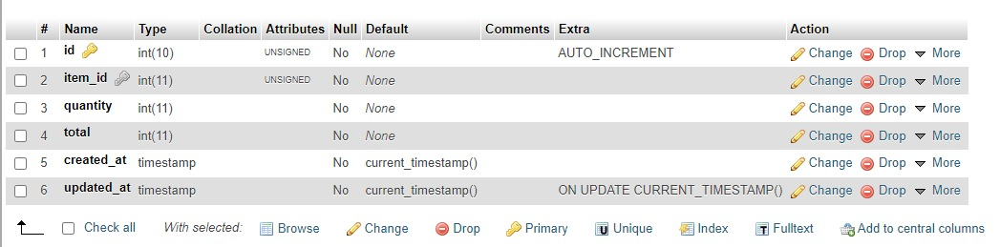 # Name Type Collation Attributes Null Default Comments Extra Action
1 id int(10) UNSIGNED No None AUTO_INCREMENT Change Drop More
2 item_id int(11) UNSIGNED No None Change Drop More
3 quantity int(11) No None Change Drop More
4 total int(11) No None Change Drop More
5 created_at timestamp No current_timestamp() Change Drop More
6 updated_at timestamp No current_timestamp() ON UPDATE CURRENT_TIMESTAMP() Change Drop More
Check all With selected: Browse Change Drop Primary U Unique Index T Fulltext Add to central columns